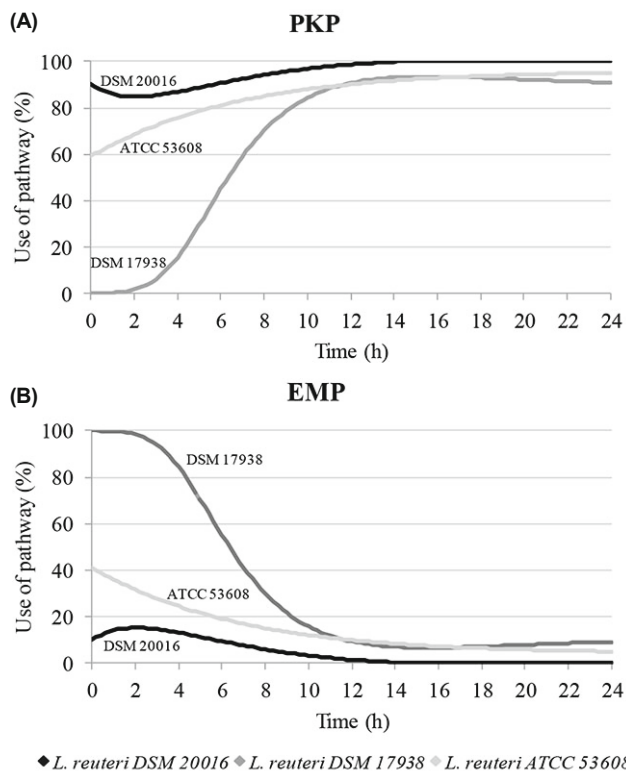 (A)
PKP
100
80
60
40
20
0
Use of pathway (%)
DSM 20016
ATCC 53608
DSM 17938
0 2 4 6 8 10 12 14 16 18 20 22 24
Time (h)
(B)
EMP
100
80
60
40
20
0
Use of pathway (%)
DSM 17938
ATCC 53608
DSM 20016
0 2 4 6 8 10 12 14 16 18 20 22 24
Time (h)
L. reuteri DSM 20016 L. reuteri DSM 17938 L. reuteri ATCC 53608